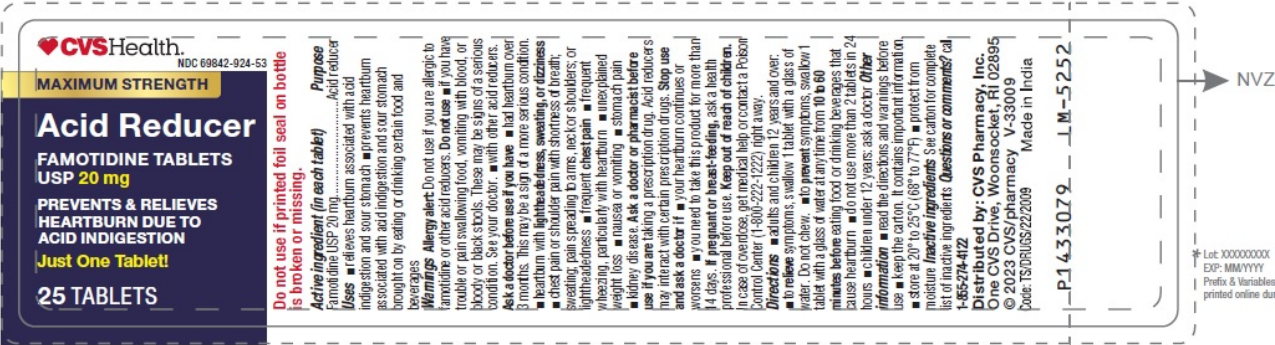 CVSHealth.
NDC 69842-924-53
MAXIMUM STRENGTH
Acid Reducer
FAMOTIDINE TABLETS
USP 20 mg
PREVENTS & RELIEVES
HEARTBURN DUE TO
ACID INDIGESTION
Just One Tablet!
25 TABLETS
Do not use if printed foil seal on bottle
is broken or missing.
Active ingredient (in each tablet) Purpose
Famotidine USP 20 mg..............................Acid reducer
Uses ■ relieves heartburn associated with acid
indigestion and sour stomach ■ prevents heartburn
associated with acid indigestion and sour stomach
brought on by eating or drinking certain food and
beverages
Warnings Allergy alert: Do not use if you are allergic to
famotidine or other acid reducers. Do not use ■ if you have
trouble or pain swallowing food, vomiting with blood, or
bloody or black stools. These may be signs of a serious
condition. See your doctor. ■ with other acid reducers.
Ask a doctor before use if you have ■ had heartburn over
3 months. This may be a sign of a more serious condition.
■ heartburn with lightheadedness, sweating, or dizziness
■ chest pain or shoulder pain with shortness of breath;
sweating; pain spreading to arms, neck or shoulders; or
lightheadedness ■ frequent chest pain ■ frequent
wheezing, particularly with heartburn ■ unexplained
weight loss ■ nausea or vomiting ■ stomach pain
■ kidney disease. Ask a doctor or pharmacist before
use if you are taking a prescription drug. Acid reducers
may interact with certain prescription drugs. Stop use
and ask a doctor if ■ your heartburn continues or
worsens ■ you need to take this product for more than
14 days. If pregnant or breast-feeding, ask a health
professional before use. Keep out of reach of children.
In case of overdose, get medical help or contact a Poison
Control Center (1-800-222-1222) right away.
Directions ■ adults and children 12 years and over:
■ to relieve symptoms, swallow 1 tablet with a glass of
water. Do not chew. ■ to prevent symptoms, swallow 1
tablet with a glass of water at any time from 10 to 60
minutes before eating food or drinking beverages that
cause heartburn ■ do not use more than 2 tablets in 24
hours ■ children under 12 years: ask a doctor Other
information ■ read the directions and warnings before
use ■ keep the carton. It contains important information.
■ store at 20° to 25°C (68° to 77°F) ■ protect from
moisture Inactive ingredients See carton for complete
list of inactive ingredients Questions or comments? call
1-855-274-4122
Distributed by: CVS Pharmacy, Inc.
One CVS Drive, Woonsocket, RI 02895
© 2023 CVS/pharmacy V-33009
Code: TS/DRUGS/22/2009 Made in India
P1433079 IM-5252
NVZ
* Lot: XXXXXXXXX
EXP: MM/YYYY
Prefix & Variables
printed online